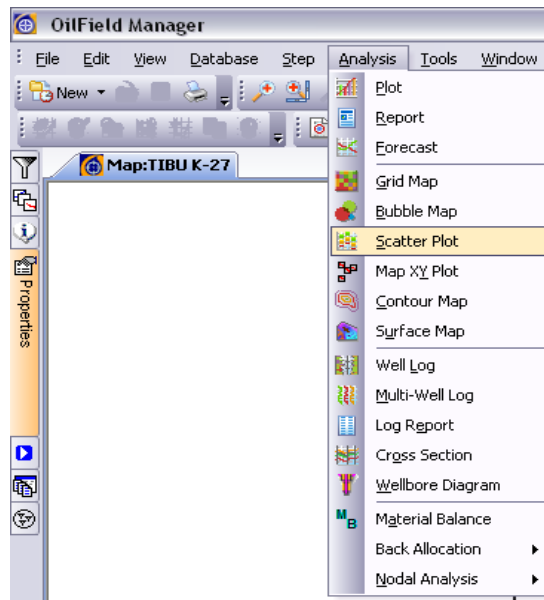 OilField Manager
File Edit View Database Step Analysis Tools Window
New
Map:TIBU K-27
Properties
Plot
Report
Forecast
Grid Map
Bubble Map
Scatter Plot
Map XY Plot
Contour Map
Surface Map
Well Log
Multi-Well Log
Log Report
Cross Section
Wellbore Diagram
MB Material Balance
Back Allocation
Nodal Analysis